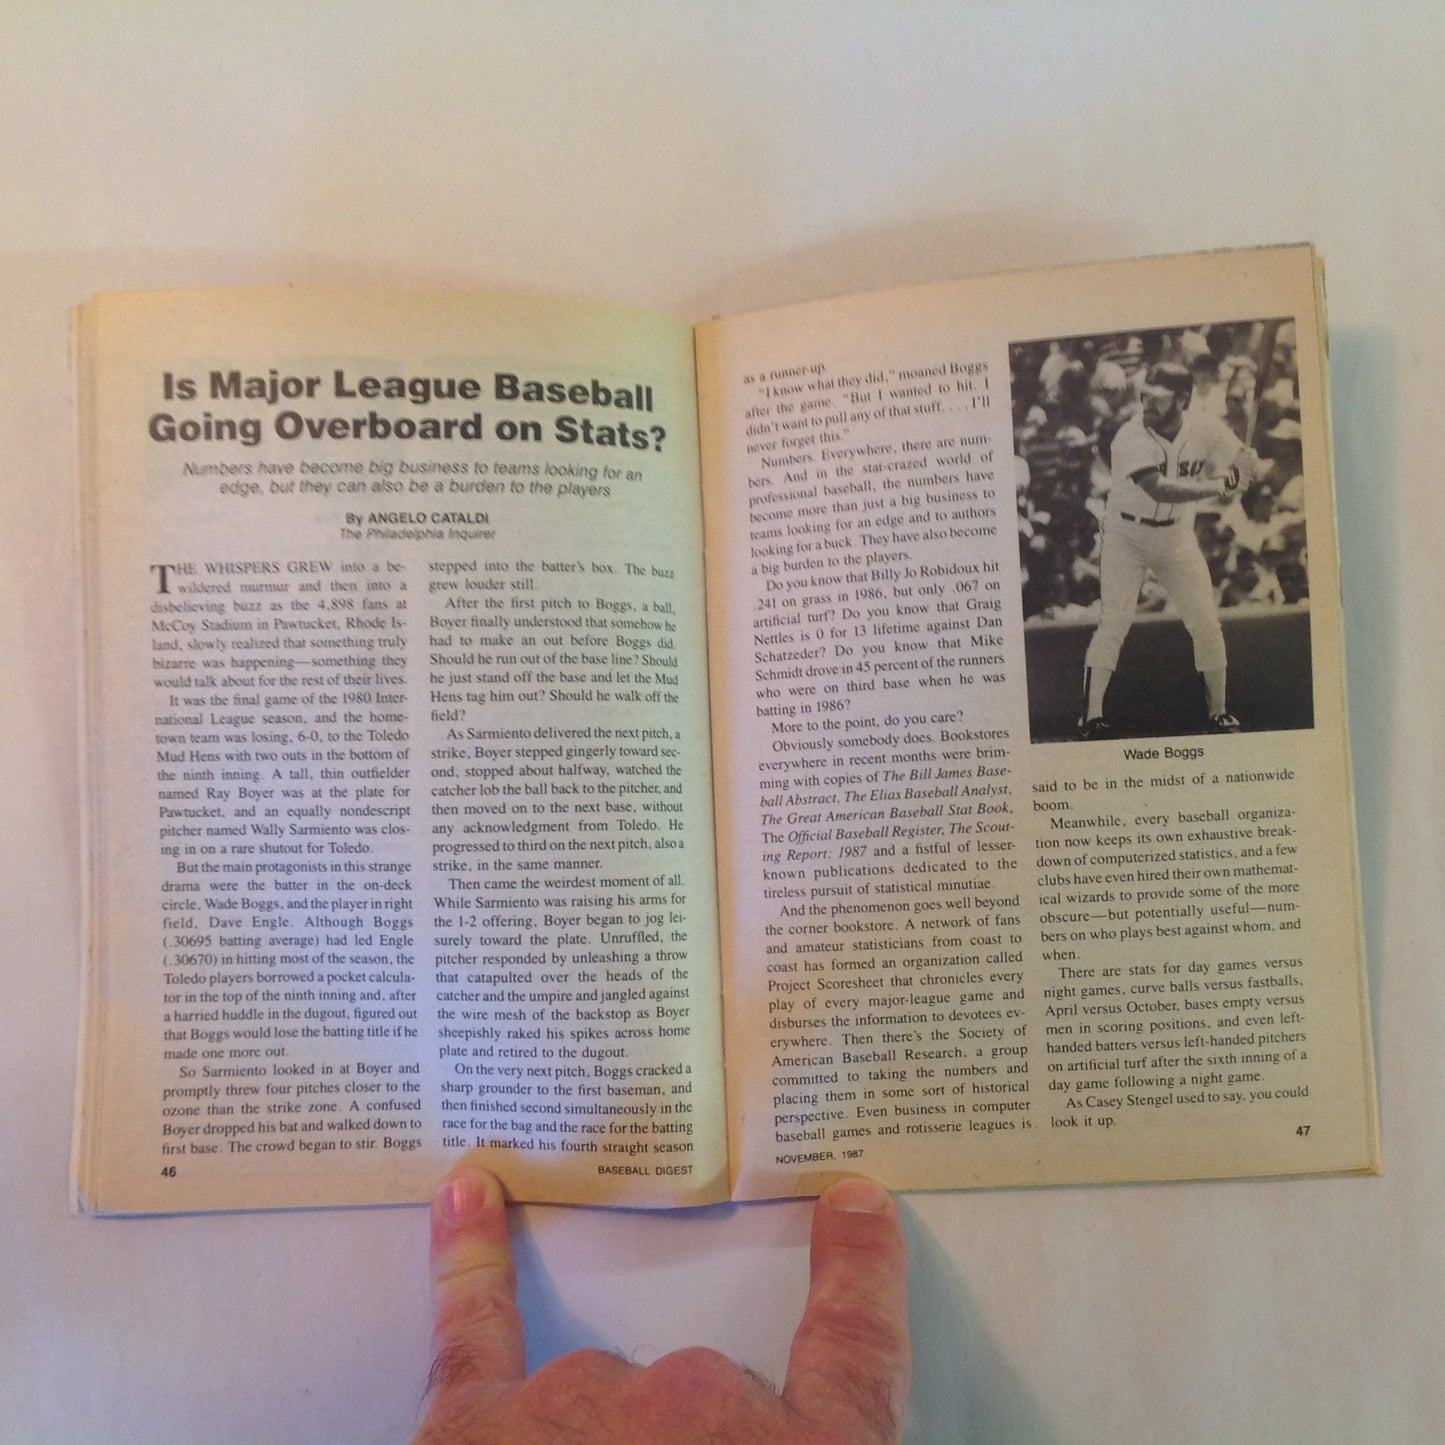 Is Major League Baseball
Going Overboard on Stats?
Numbers have become big business to teams looking for an
edge, but they can also be a burden to the players
By ANGELO CATALDI
The Philadelphia Inquirer
THE WHISPERS GREW into a be-
wildered murmur and then into a
disbelieving buzz as the 4,898 fans at
McCoy Stadium in Pawtucket, Rhode Is-
land, slowly realized that something truly
bizarre was happening—something they
would talk about for the rest of their lives.
It was the final game of the 1980 Inter-
national League season, and the home-
town team was losing, 6-0, to the Toledo
Mud Hens with two outs in the bottom of
the ninth inning. A tall, thin outfielder
named Ray Boyer was at the plate for
Pawtucket, and an equally nondescript
pitcher named Wally Sarmiento was clos-
ing in on a rare shutout for Toledo.
But the main protagonists in this strange
drama were the batter in the on-deck
circle, Wade Boggs, and the player in right
field, Dave Engle. Although Boggs
(.30695 batting average) had led Engle
(.30670) in hitting most of the season, the
Toledo players borrowed a pocket calcula-
tor in the top of the ninth inning and, after
a harried huddle in the dugout, figured out
that Boggs would lose the batting title if he
made one more out.
So Sarmiento looked in at Boyer and
promptly threw four pitches closer to the
ozone than the strike zone. A confused
Boyer dropped his bat and walked down to
first base. The crowd began to stir. Boggs
stepped into the batter's box. The buzz
grew louder still.
After the first pitch to Boggs, a ball,
Boyer finally understood that somehow he
had to make an out before Boggs did.
Should he run out of the base line? Should
he just stand off the base and let the Mud
Hens tag him out? Should he walk off the
field?
As Sarmiento delivered the next pitch, a
strike, Boyer stepped gingerly toward sec-
ond, stopped about halfway, watched the
catcher lob the ball back to the pitcher, and
then moved on to the next base, without
any acknowledgment from Toledo. He
progressed to third on the next pitch, also a
strike, in the same manner.
Then came the weirdest moment of all.
While Sarmiento was raising his arms for
the 1-2 offering, Boyer began to jog lei-
surely toward the plate. Unruffled, the
pitcher responded by unleashing a throw
that catapulted over the heads of the
catcher and the umpire and jangled against
the wire mesh of the backstop as Boyer
sheepishly raked his spikes across home
plate and retired to the dugout.
On the very next pitch, Boggs cracked a
sharp grounder to the first baseman, and
then finished second simultaneously in the
race for the bag and the race for the batting
title. It marked his fourth straight season
46
BASEBALL DIGEST
as a runner-up.
"I know what they did," moaned Boggs
after the game. "But I wanted to hit. I
didn't want to pull any of that stuff. . . . I'll
never forget this."
Numbers. Everywhere, there are num-
bers. And in the stat-crazed world of
professional baseball, the numbers have
become more than just a big business to
teams looking for an edge and to authors
looking for a buck. They have also become
a big burden to the players.
Do you know that Billy Jo Robidoux hit
.241 on grass in 1986, but only .067 on
artificial turf? Do you know that Graig
Nettles is 0 for 13 lifetime against Dan
Schatzeder? Do you know that Mike
Schmidt drove in 45 percent of the runners
who were on third base when he was
batting in 1986?
More to the point, do you care?
Obviously somebody does. Bookstores
everywhere in recent months were brim-
ming with copies of The Bill James Base-
ball Abstract, The Elias Baseball Analyst,
The Great American Baseball Stat Book,
The Official Baseball Register, The Scout-
ing Report: 1987 and a fistful of lesser-
known publications dedicated to the
tireless pursuit of statistical minutiae.
And the phenomenon goes well beyond
the corner bookstore. A network of fans
and amateur statisticians from coast to
coast has formed an organization called
Project Scoresheet that chronicles every
play of every major-league game and
disburses the information to devotees ev-
erywhere. Then there's the Society of
American Baseball Research, a group
committed to taking the numbers and
placing them in some sort of historical
perspective. Even business in computer
baseball games and rotisserie leagues is
Wade Boggs
said to be in the midst of a nationwide
boom.
Meanwhile, every baseball organiza-
tion now keeps its own exhaustive break-
down of computerized statistics, and a few
clubs have even hired their own mathemat-
ical wizards to provide some of the more
obscure—but potentially useful—num-
bers on who plays best against whom, and
when.
There are stats for day games versus
night games, curve balls versus fastballs,
April versus October, bases empty versus
men in scoring positions, and even left-
handed batters versus left-handed pitchers
on artificial turf after the sixth inning of a
day game following a night game.
As Casey Stengel used to say, you could
look it up.
NOVEMBER, 1987
47